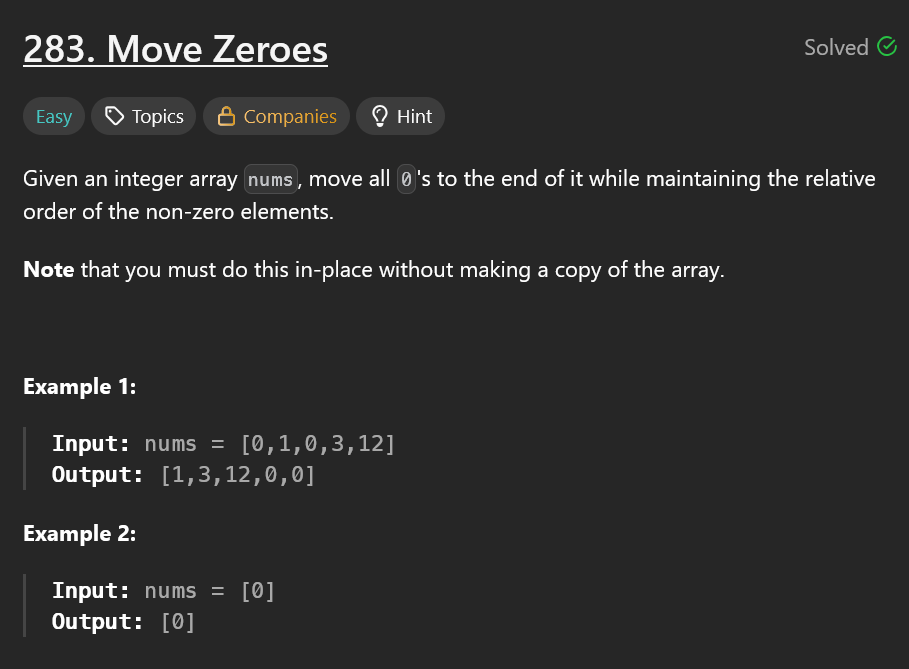 283. Move Zeroes
Solved
Easy
Topics
Companies
Hint
Given an integer array nums, move all 0's to the end of it while maintaining the relative
order of the non-zero elements.
Note that you must do this in-place without making a copy of the array.
Example 1:
Input: nums = [0,1,0,3,12]
Output: [1,3,12,0,0]
Example 2:
Input: nums = [0]
Output: [0]